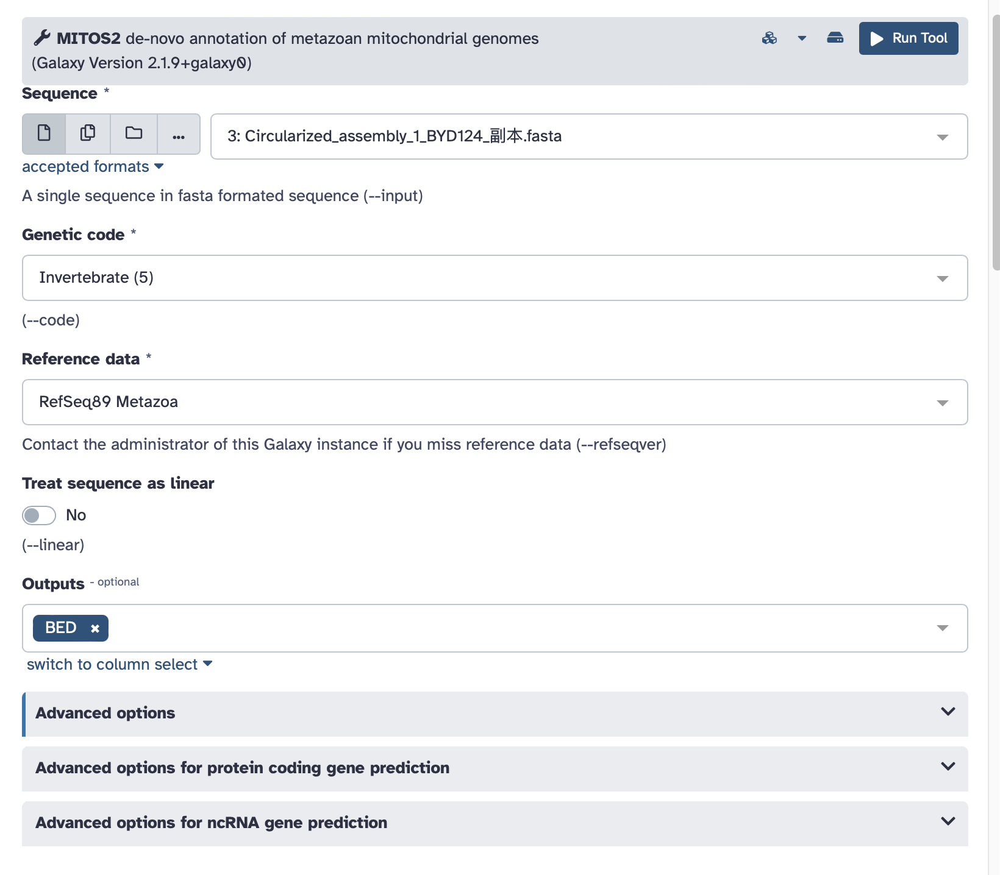 MITOS2 de-novo annotation of metazoan mitochondrial genomes
(Galaxy Version 2.1.9+galaxy0)
Run Tool
Sequence *
...
3: Circularized_assembly_1_BYD124_副本.fasta
accepted formats
A single sequence in fasta formated sequence (--input)
Genetic code *
Invertebrate (5)
(--code)
Reference data *
RefSeq89 Metazoa
Contact the administrator of this Galaxy instance if you miss reference data (--refseqver)
Treat sequence as linear
No
(--linear)
Outputs - optional
BED ×
switch to column select
Advanced options
Advanced options for protein coding gene prediction
Advanced options for ncRNA gene prediction